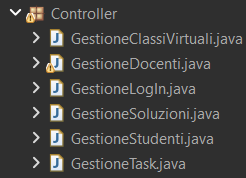 Controller
GestioneClassiVirtuali.java
GestioneDocenti.java
GestioneLogIn.java
GestioneSoluzioni.java
GestioneStudenti.java
GestioneTask.java